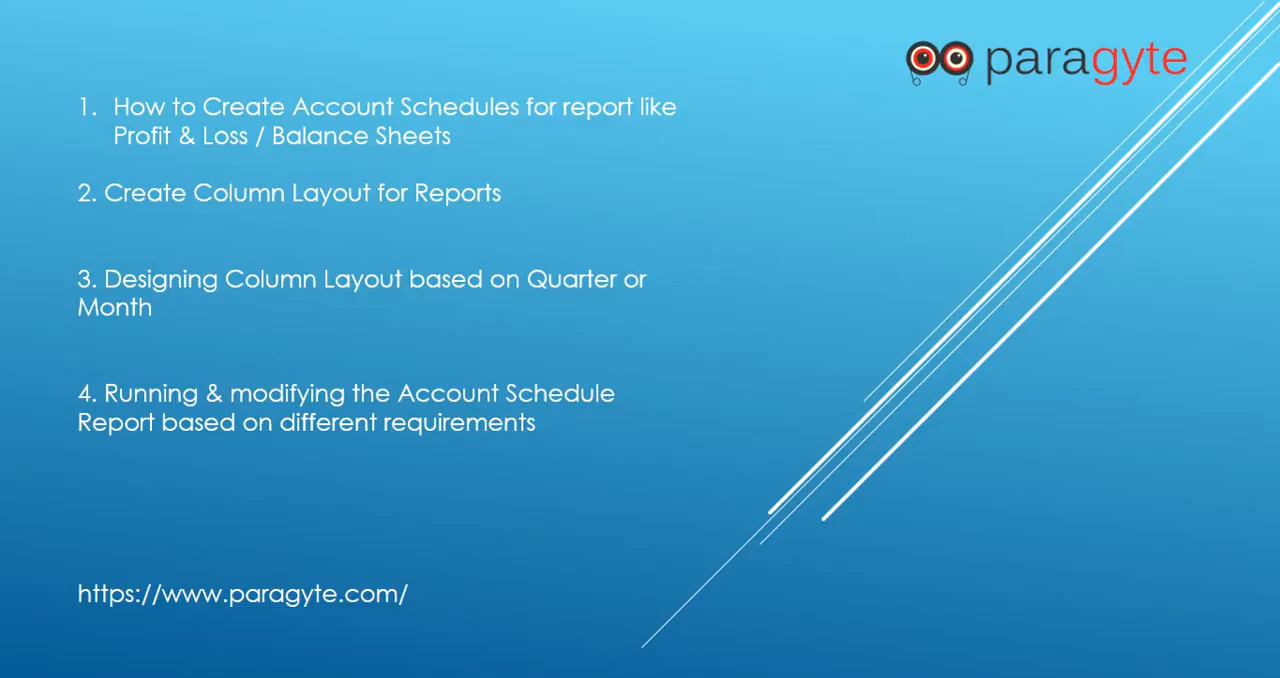 paragyte
1. How to Create Account Schedules for report like
Profit & Loss / Balance Sheets
2. Create Column Layout for Reports
3. Designing Column Layout based on Quarter or
Month
4. Running & modifying the Account Schedule
Report based on different requirements
https://www.paragyte.com/